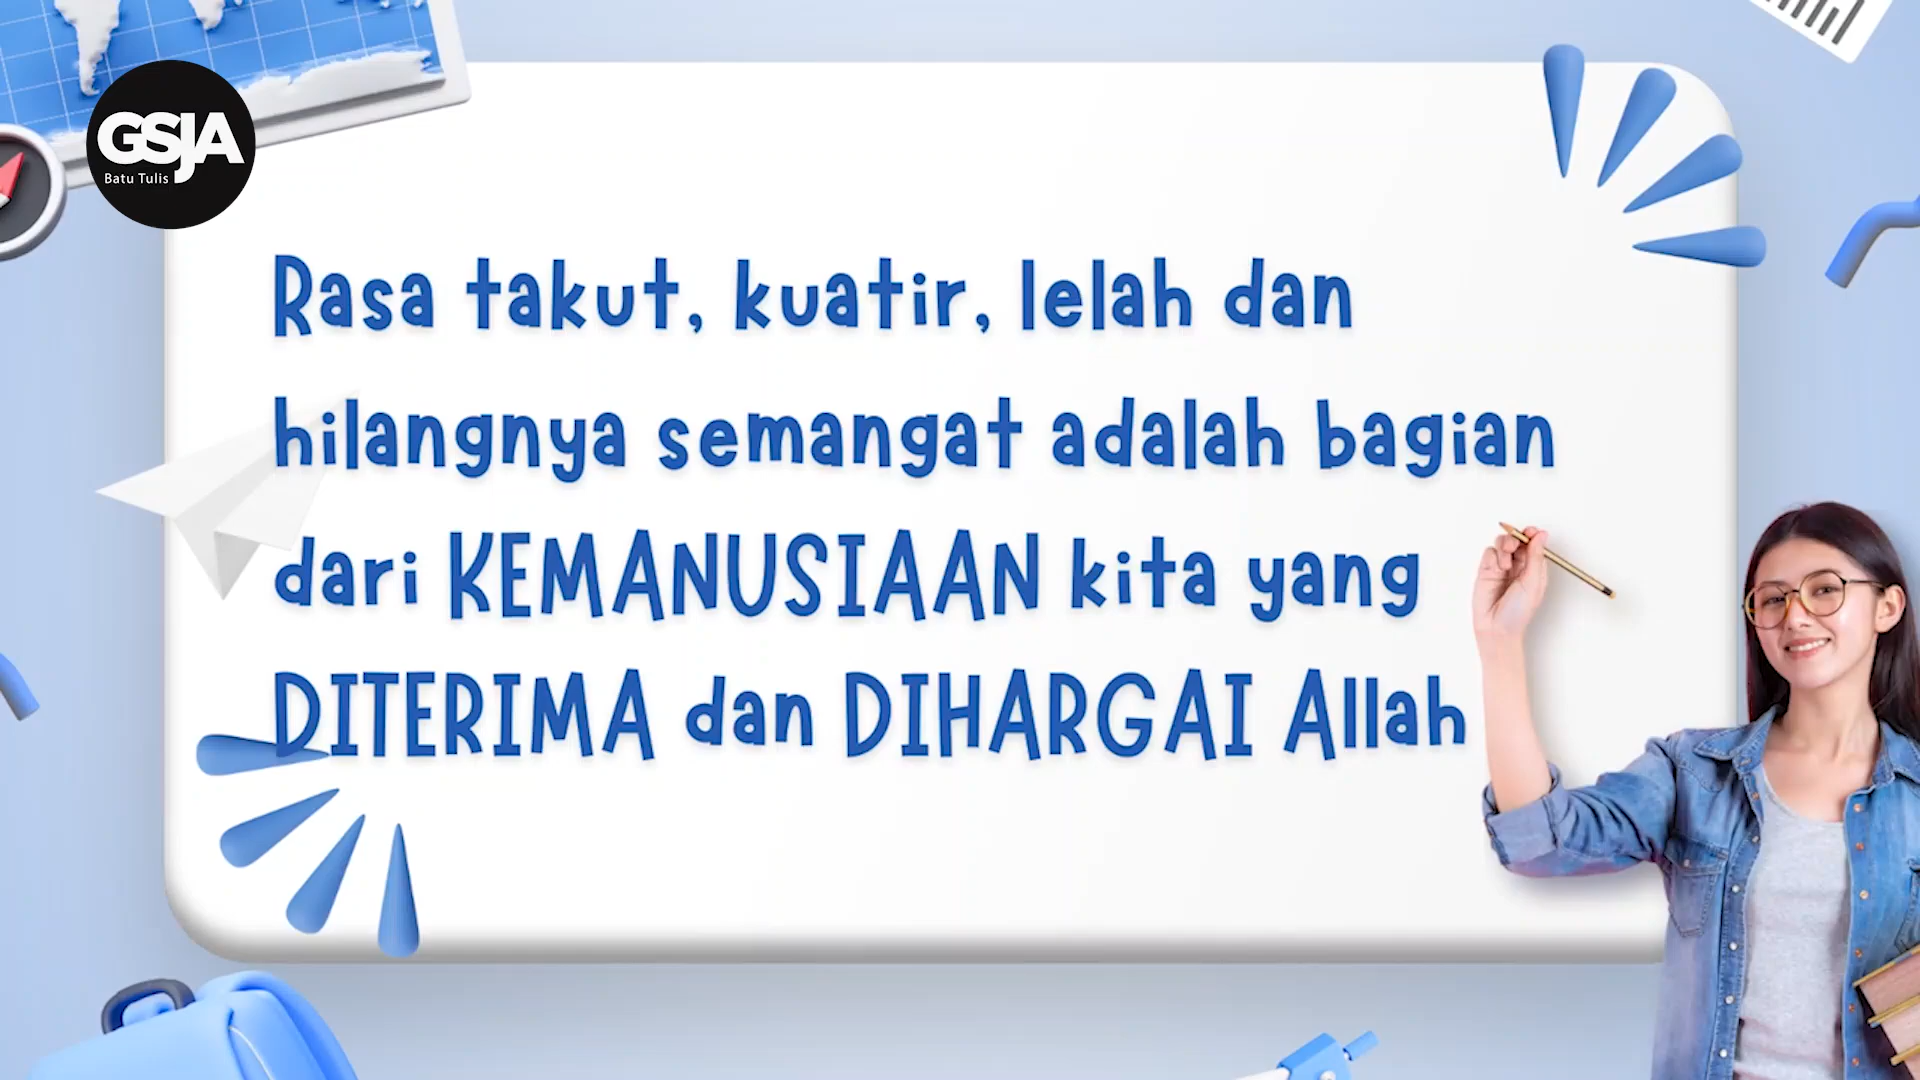 GSJA
Batu Tulis
Rasa takut, kuatir, lelah dan
hilangnya semangat adalah bagian
dari KEMANUSIAAN kita yang
DITERIMA dan DIHARGAI Allah